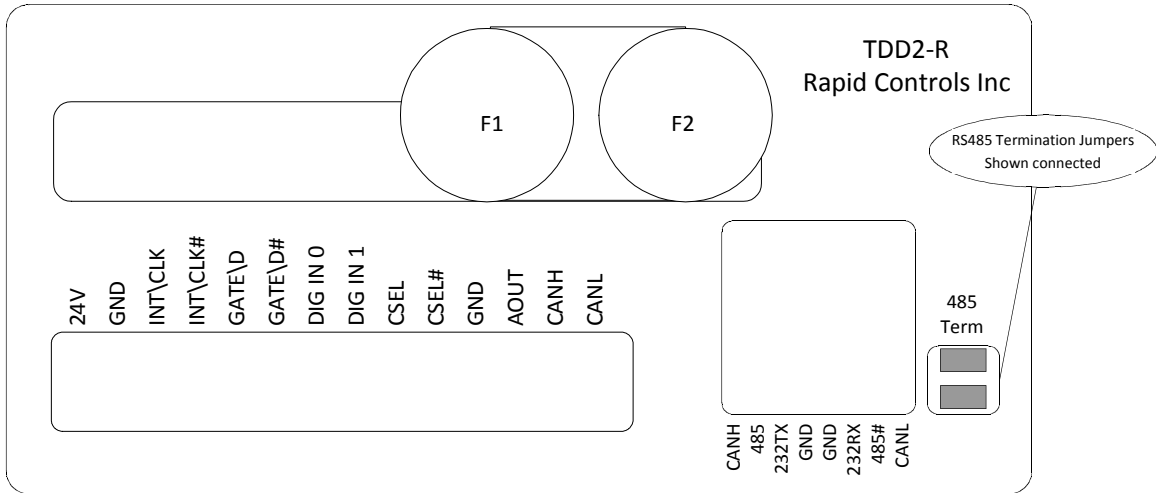 TDD2-R
Rapid Controls Inc
F1
F2
RS485 Termination Jumpers
Shown connected
24V
GND
INT\CLK
INT\CLK#
GATE\D
GATE\D#
DIG IN 0
DIG IN 1
CSEL
CSEL#
GND
AOUT
CANH
CANL
485
Term
CANH
485
232TX
GND
GND
232RX
485#
CANL